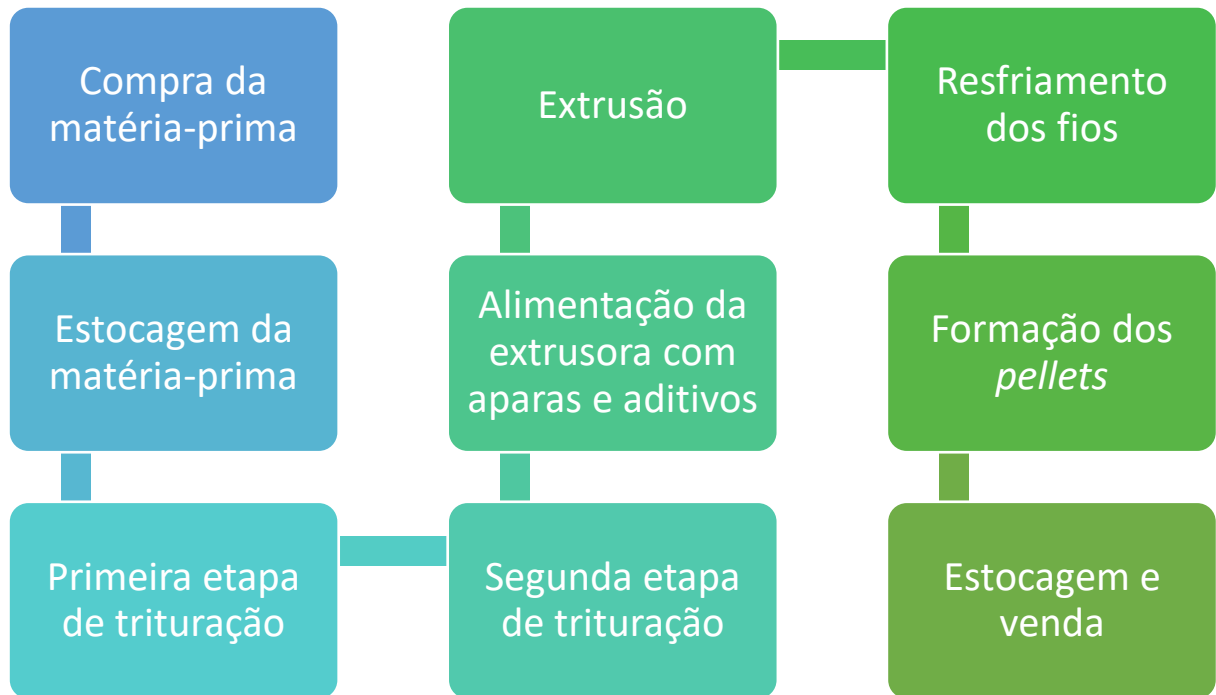 Compra da
matéria-prima
Estocagem da
matéria-prima
Primeira etapa
de trituração
Segunda etapa
de trituração
Alimentação da
extrusora com
aparas e aditivos
Extrusão
Resfriamento
dos fios
Formação dos
pellets
Estocagem e
venda